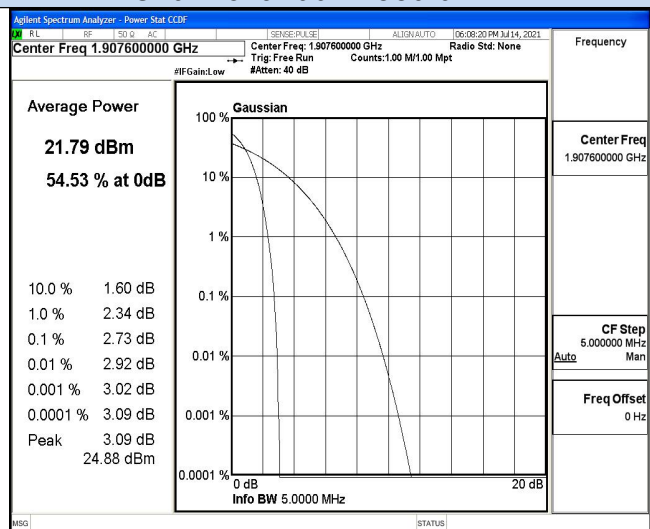 Agilent Spectrum Analyzer - Power Stat CCDF
RL RF 50 Ω AC SENSE:PULSE ALIGN AUTO 06:08:20 PM Jul 14, 2021
Center Freq 1.907600000 GHz
Center Freq: 1.907600000 GHz Radio Std: None
Trig: Free Run Counts:1.00 M/1.00 Mpt
#IFGain:Low #Atten: 40 dB
Frequency
Average Power
21.79 dBm
54.53 % at 0dB
10.0 % 1.60 dB
1.0 % 2.34 dB
0.1 % 2.73 dB
0.01 % 2.92 dB
0.001 % 3.02 dB
0.0001 % 3.09 dB
Peak 3.09 dB
24.88 dBm
Gaussian
100 %
10 %
1 %
0.1 %
0.01 %
0.001 %
0.0001 %
0 dB 20 dB
Info BW 5.0000 MHz
Center Freq
1.907600000 GHz
CF Step
5.000000 MHz
Auto Man
Freq Offset
0 Hz
MSG STATUS